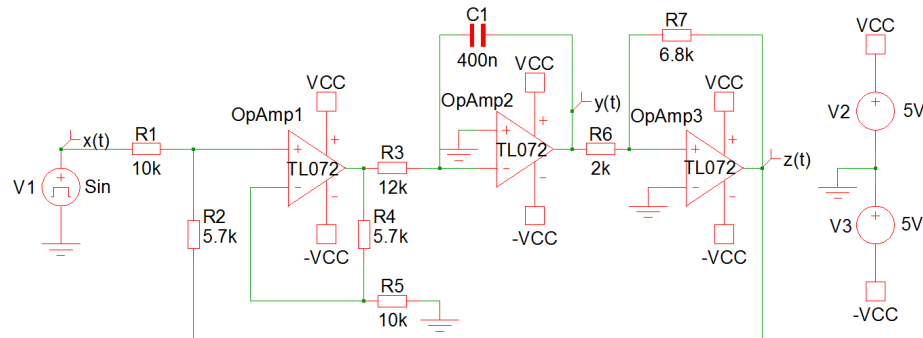 C1
400n
R7
6.8k
VCC
VCC
VCC
VCC
OpAmp1
OpAmp2
OpAmp3
x(t)
R1
10k
+
-
+
−
TL072
R3
12k
+
-
+
−
TL072
y(t)
R6
2k
+
-
+
−
TL072
z(t)
V1
+
Sin
R2
5.7k
R4
5.7k
R5
10k
-VCC
-VCC
-VCC
V2
+
5V
V3
+
5V
-VCC